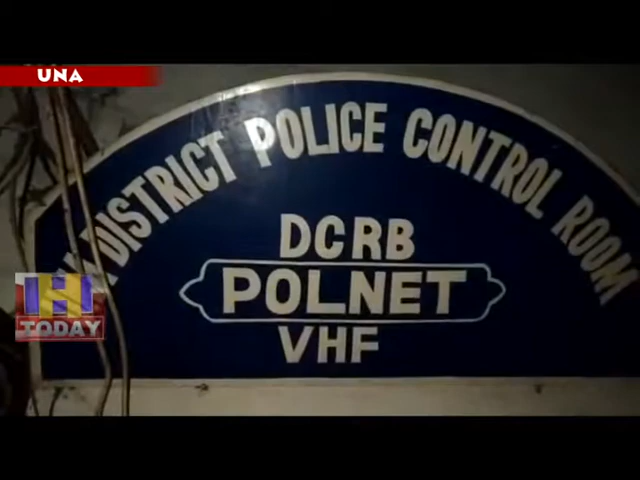 UNA
DISTRICT POLICE CONTROL ROOM
DCRB
POLNET
VHF
H
TODAY